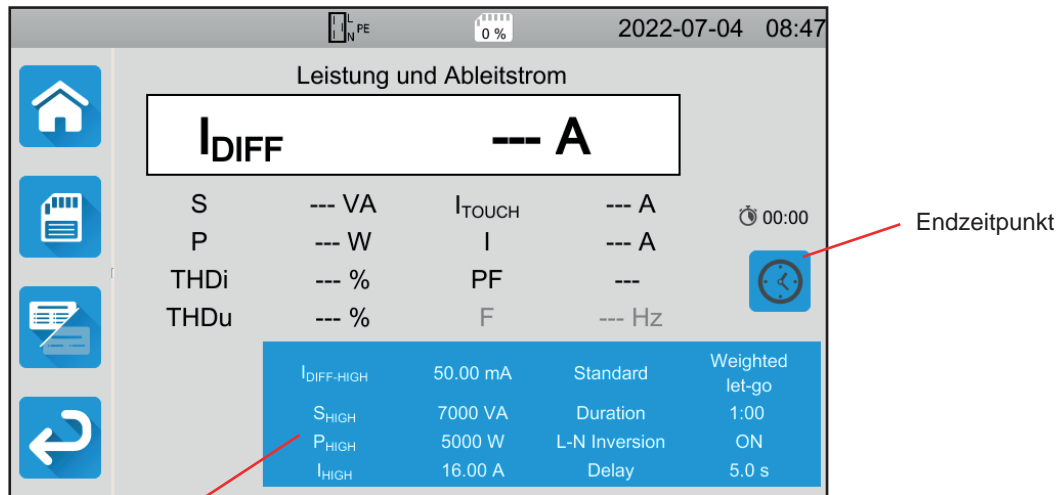 L
N PE 0 % 2022-07-04 08:47
Leistung und Ableitstrom
IDIFF --- A
S --- VA ITOUCH --- A
00:00
P --- W I --- A
Endzeitpunkt
THDi --- % PF ---
THDu --- % F --- Hz
IDIFF-HIGH 50.00 mA Standard Weighted
let-go
SHIGH 7000 VA Duration 1:00
PHIGH 5000 W L-N Inversion ON
IHIGH 16.00 A Delay 5.0 s